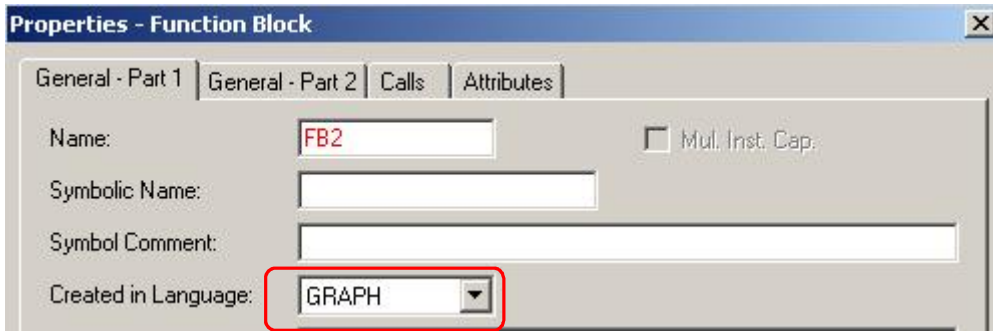 Properties - Function Block
General - Part 1 General - Part 2 Calls Attributes
Name: FB2 Mul. Inst. Cap.
Symbolic Name:
Symbol Comment:
Created in Language: GRAPH